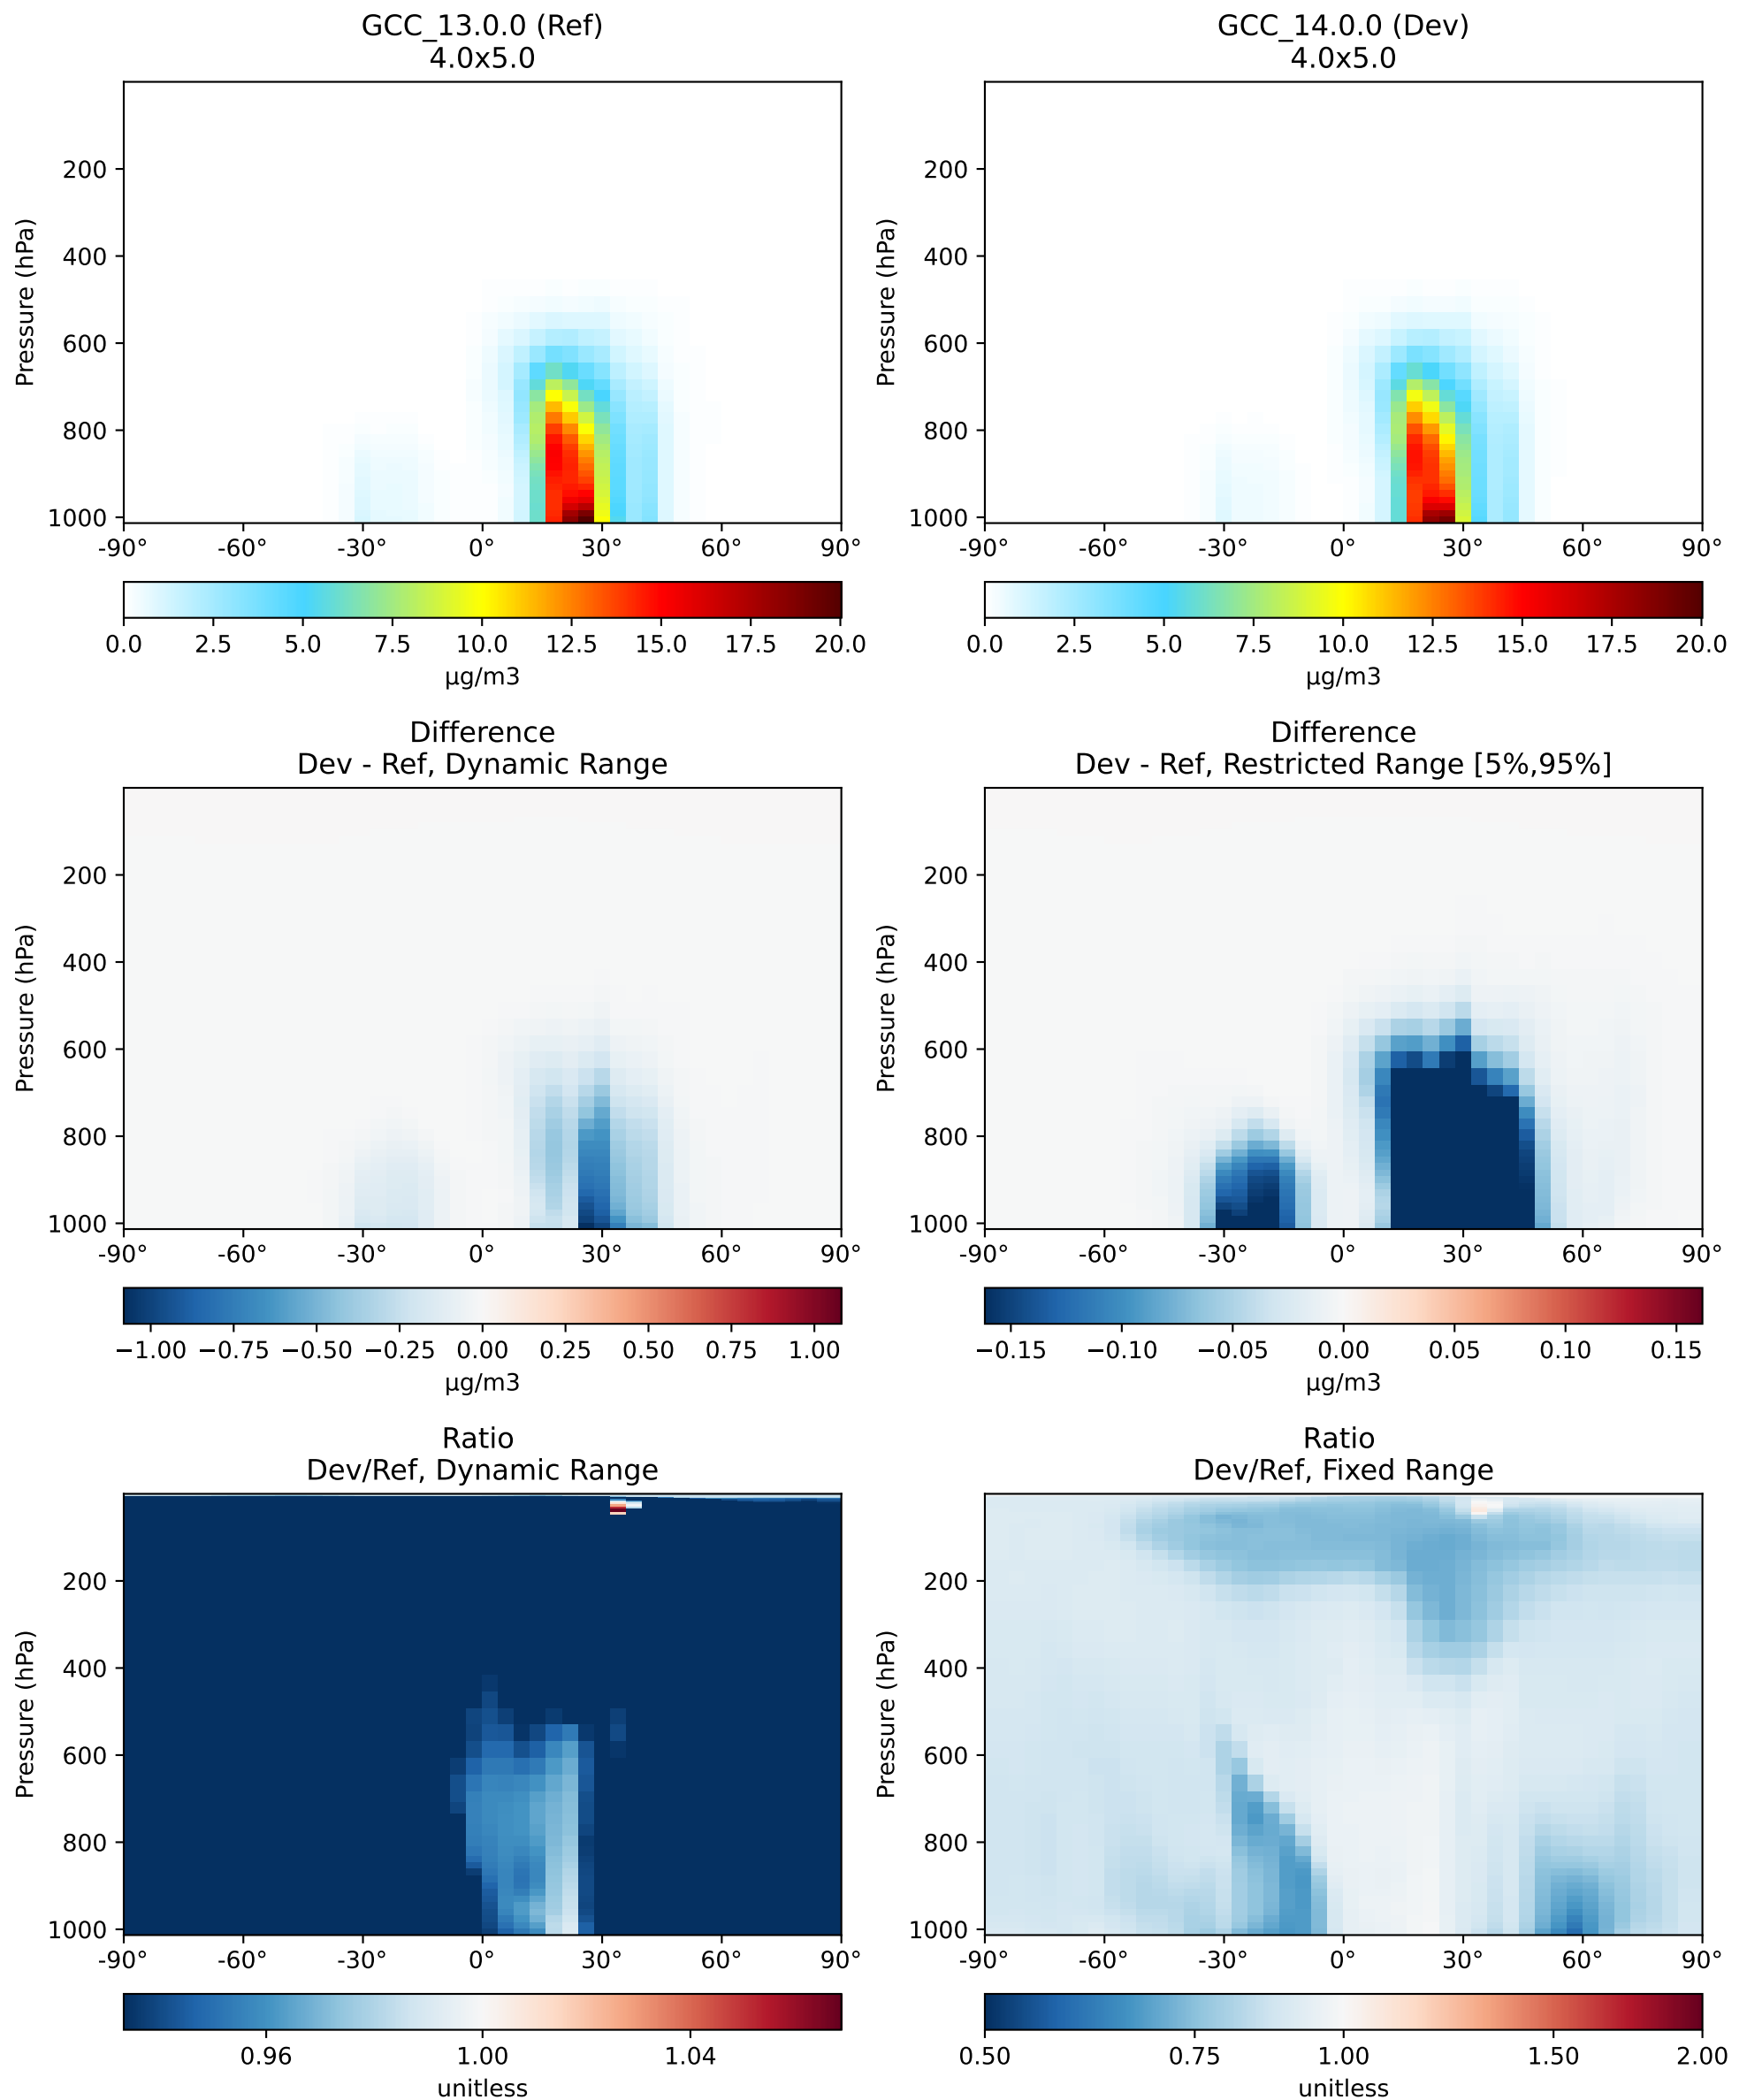 GCC_13.0.0 (Ref)
4.0x5.0
Pressure (hPa)
200
400
600
800
1000
-90° -60° -30° 0° 30° 60° 90°
0.0 2.5 5.0 7.5 10.0 12.5 15.0 17.5 20.0
µg/m3
GCC_14.0.0 (Dev)
4.0x5.0
Pressure (hPa)
200
400
600
800
1000
-90° -60° -30° 0° 30° 60° 90°
0.0 2.5 5.0 7.5 10.0 12.5 15.0 17.5 20.0
µg/m3
Difference
Dev - Ref, Dynamic Range
Pressure (hPa)
200
400
600
800
1000
-90° -60° -30° 0° 30° 60° 90°
−1.00 −0.75 −0.50 −0.25 0.00 0.25 0.50 0.75 1.00
µg/m3
Difference
Dev - Ref, Restricted Range [5%,95%]
Pressure (hPa)
200
400
600
800
1000
-90° -60° -30° 0° 30° 60° 90°
−0.15 −0.10 −0.05 0.00 0.05 0.10 0.15
µg/m3
Ratio
Dev/Ref, Dynamic Range
Pressure (hPa)
200
400
600
800
1000
-90° -60° -30° 0° 30° 60° 90°
0.96 1.00 1.04
unitless
Ratio
Dev/Ref, Fixed Range
Pressure (hPa)
200
400
600
800
1000
-90° -60° -30° 0° 30° 60° 90°
0.50 0.75 1.00 1.50 2.00
unitless